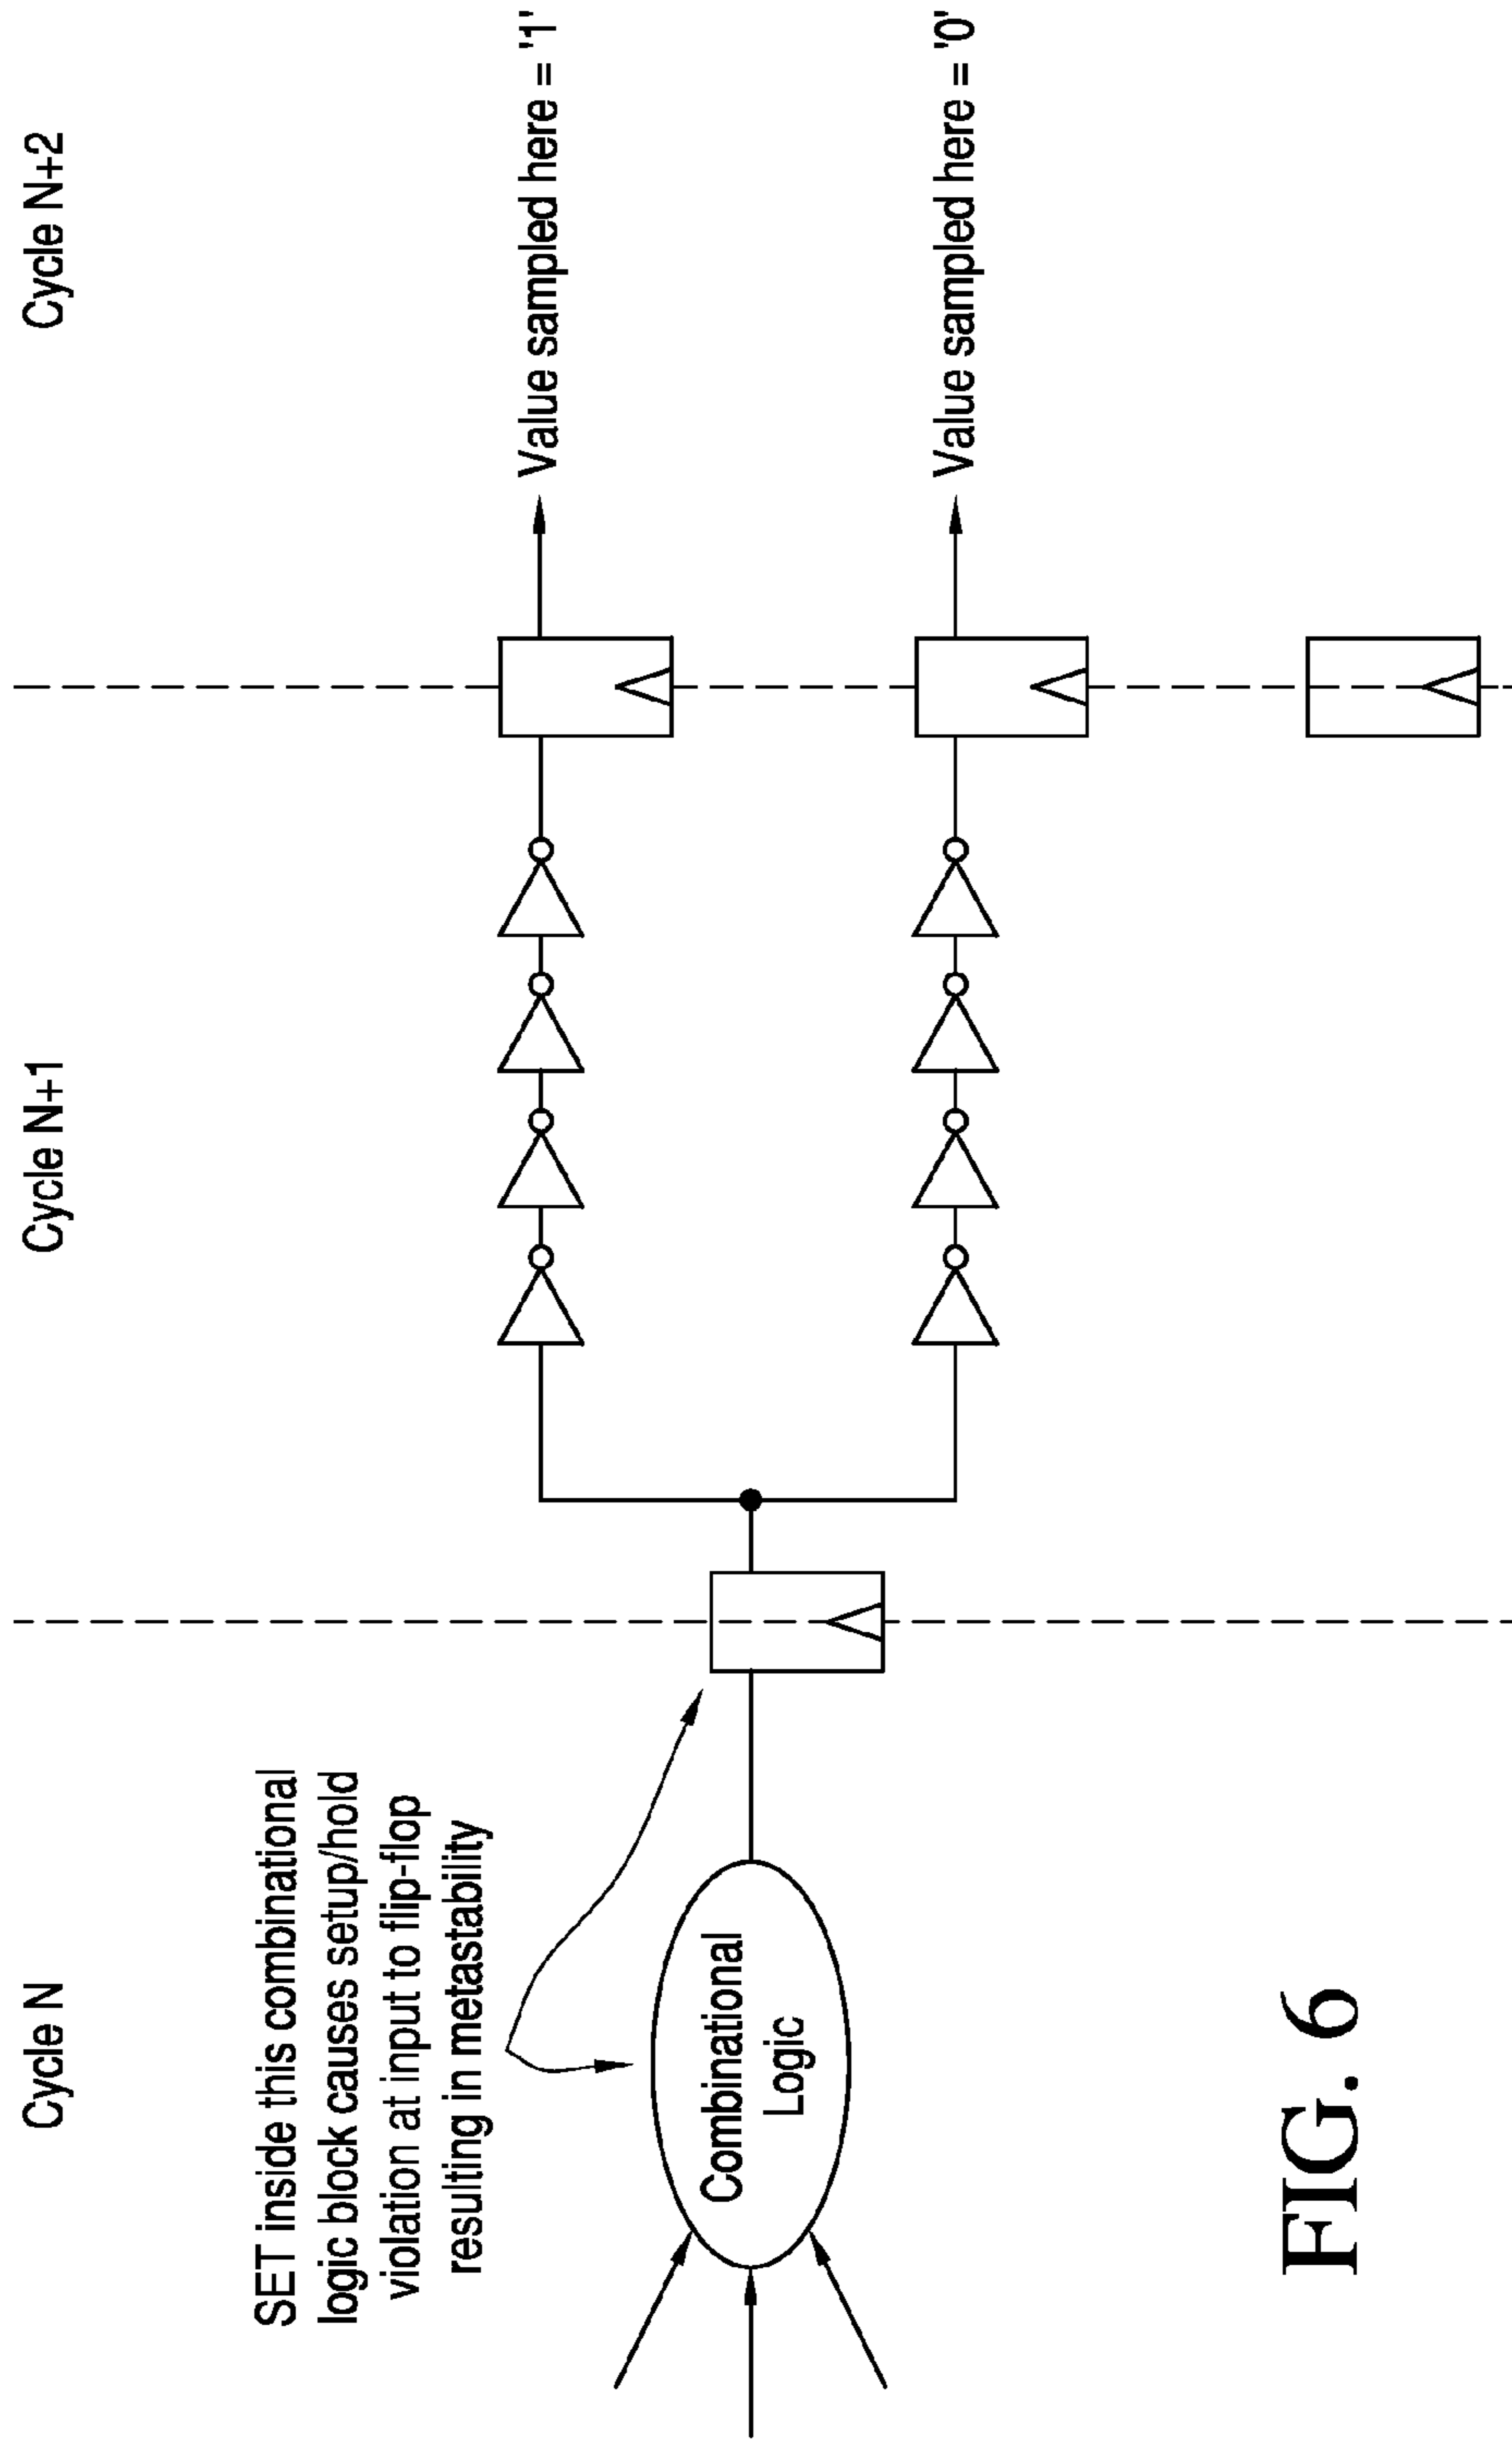 Cycle N
Cycle N+1
Cycle N+2
SET inside this combinational
logic block causes setup/hold
violation at input to flip-flop
resulting in metastability
Value sampled here = '1'
Combinational
Logic
Value sampled here = '0'
FIG. 6